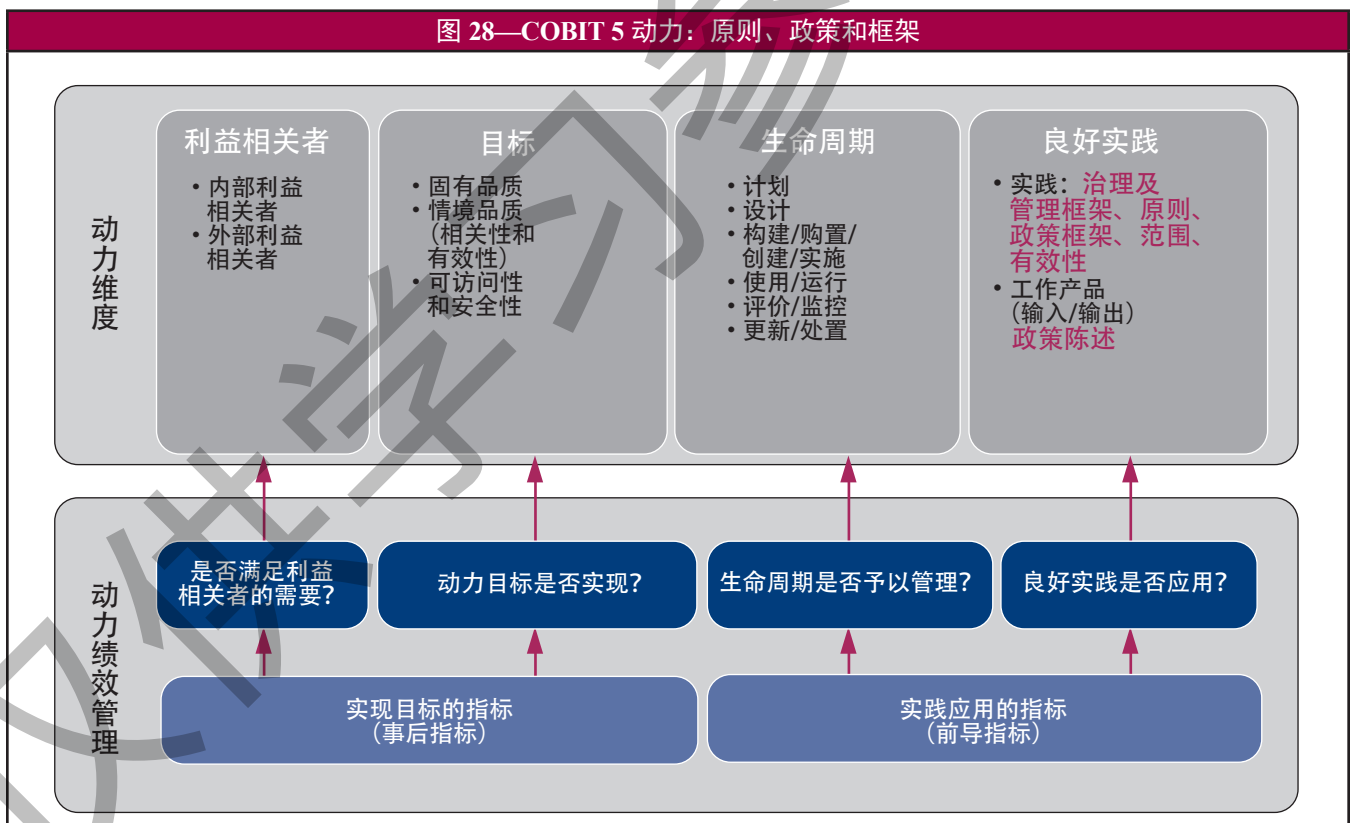 图 28—COBIT 5 动力：原则、政策和框架
动力维度
利益相关者
• 内部利益
相关者
• 外部利益
相关者
目标
• 固有品质
• 情境品质
（相关性和
有效性）
• 可访问性
和安全性
生命周期
• 计划
• 设计
• 构建/购置/
创建/实施
• 使用/运行
• 评价/监控
• 更新/处置
良好实践
• 实践：治理及
管理框架、原则、
政策框架、范围、
有效性
• 工作产品
（输入/输出）
政策陈述
动力绩效管理
是否满足利益
相关者的需要？
动力目标是否实现？
生命周期是否予以管理？
良好实践是否应用？
实现目标的指标
（事后指标）
实践应用的指标
（前导指标）
仅供学习参